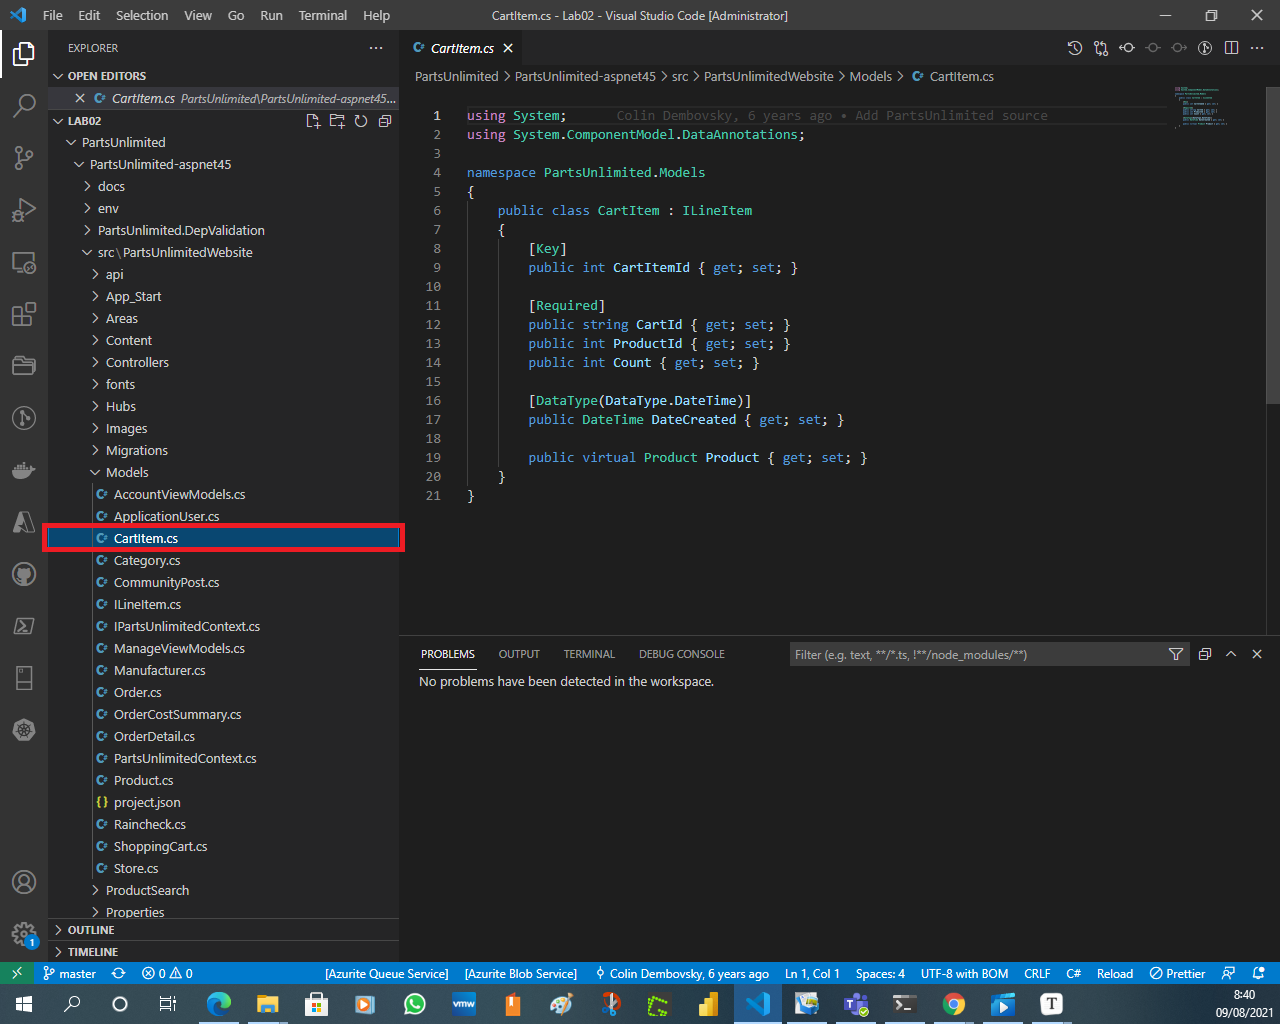 File Edit Selection View Go Run Terminal Help
CartItem.cs - Lab02 - Visual Studio Code [Administrator]
EXPLORER
OPEN EDITORS
CartItem.cs PartsUnlimited\PartsUnlimited-aspnet45...
LAB02
PartsUnlimited
PartsUnlimited-aspnet45
docs
env
PartsUnlimited.DepValidation
src\PartsUnlimitedWebsite
api
App_Start
Areas
Content
Controllers
fonts
Hubs
Images
Migrations
Models
AccountViewModels.cs
ApplicationUser.cs
CartItem.cs
Category.cs
CommunityPost.cs
ILineItem.cs
IPartsUnlimitedContext.cs
ManageViewModels.cs
Manufacturer.cs
Order.cs
OrderCostSummary.cs
OrderDetail.cs
PartsUnlimitedContext.cs
Product.cs
project.json
Raincheck.cs
ShoppingCart.cs
Store.cs
ProductSearch
Properties
OUTLINE
TIMELINE
CartItem.cs
PartsUnlimited > PartsUnlimited-aspnet45 > src > PartsUnlimitedWebsite > Models > CartItem.cs
1 using System; Colin Dembovsky, 6 years ago • Add PartsUnlimited source
2 using System.ComponentModel.DataAnnotations;
3
4 namespace PartsUnlimited.Models
5 {
6 public class CartItem : ILineItem
7 {
8 [Key]
9 public int CartItemId { get; set; }
10
11 [Required]
12 public string CartId { get; set; }
13 public int ProductId { get; set; }
14 public int Count { get; set; }
15
16 [DataType(DataType.DateTime)]
17 public DateTime DateCreated { get; set; }
18
19 public virtual Product Product { get; set; }
20 }
21 }
PROBLEMS OUTPUT TERMINAL DEBUG CONSOLE
Filter (e.g. text, **/*.ts, !**/node_modules/**)
No problems have been detected in the workspace.
1
master 0 0 [Azurite Queue Service] [Azurite Blob Service] Colin Dembovsky, 6 years ago Ln 1, Col 1 Spaces: 4 UTF-8 with BOM CRLF C# Reload Prettier
vmw
T
8:40
09/08/2021